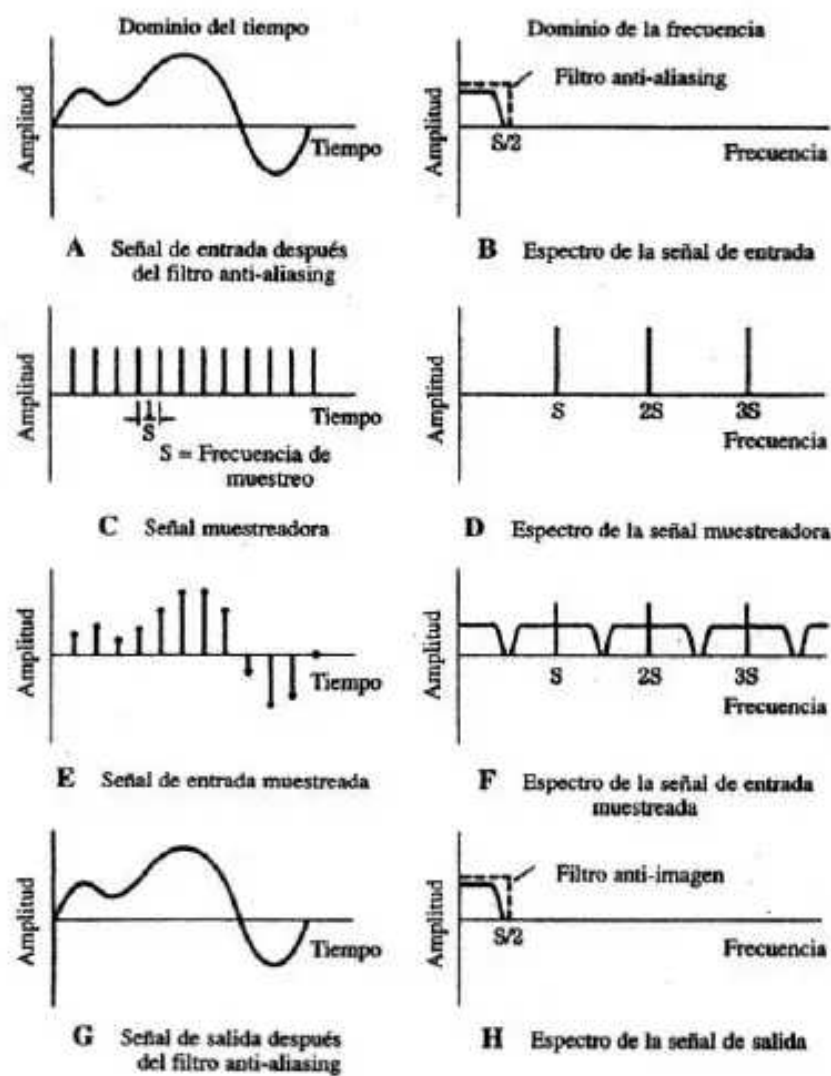 Dominio del tiempo
Dominio de la frecuencia
Amplitud
Tiempo
Amplitud
Filtro anti-aliasing
S/2
Frecuencia
A Señal de entrada después
del filtro anti-aliasing
B Espectro de la señal de entrada
Amplitud
1
S
Tiempo
S = Frecuencia de
muestreo
Amplitud
S
2S
3S
Frecuencia
C Señal muestreadora
D Espectro de la señal muestreadora
Amplitud
Tiempo
Amplitud
S
2S
3S
Frecuencia
E Señal de entrada muestreada
F Espectro de la señal de entrada
muestreada
Amplitud
Tiempo
Amplitud
Filtro anti-imagen
S/2
Frecuencia
G Señal de salida después
del filtro anti-aliasing
H Espectro de la señal de salida